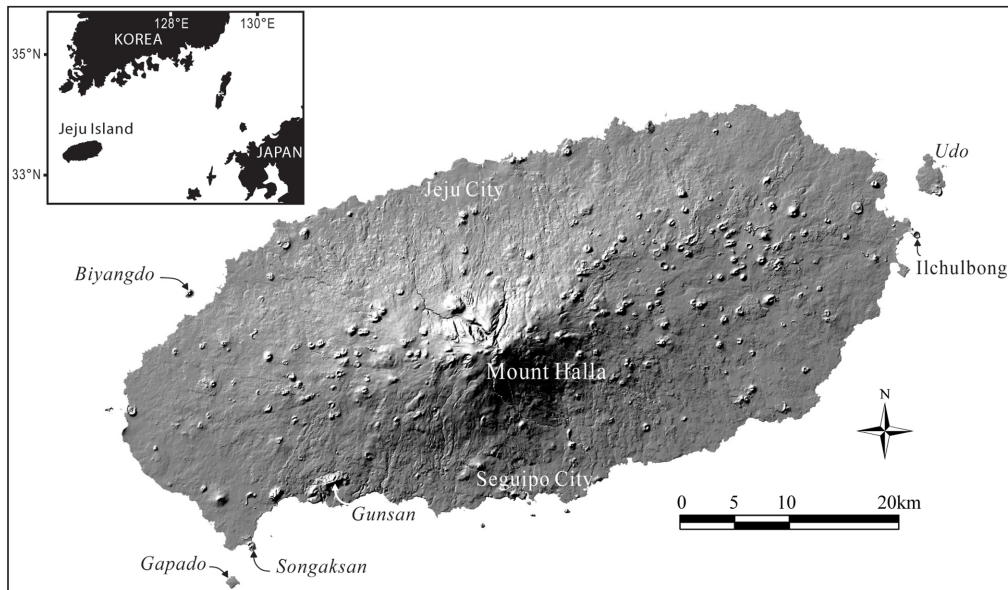 128°E 130°E
35°N
KOREA
Jeju Island
JAPAN
33°N
Udo
Jeju City
Ilchulbong
Biyangdo
Mount Halla
N
Seguipo City
0 5 10 20km
Gunsan
Songaksan
Gapado